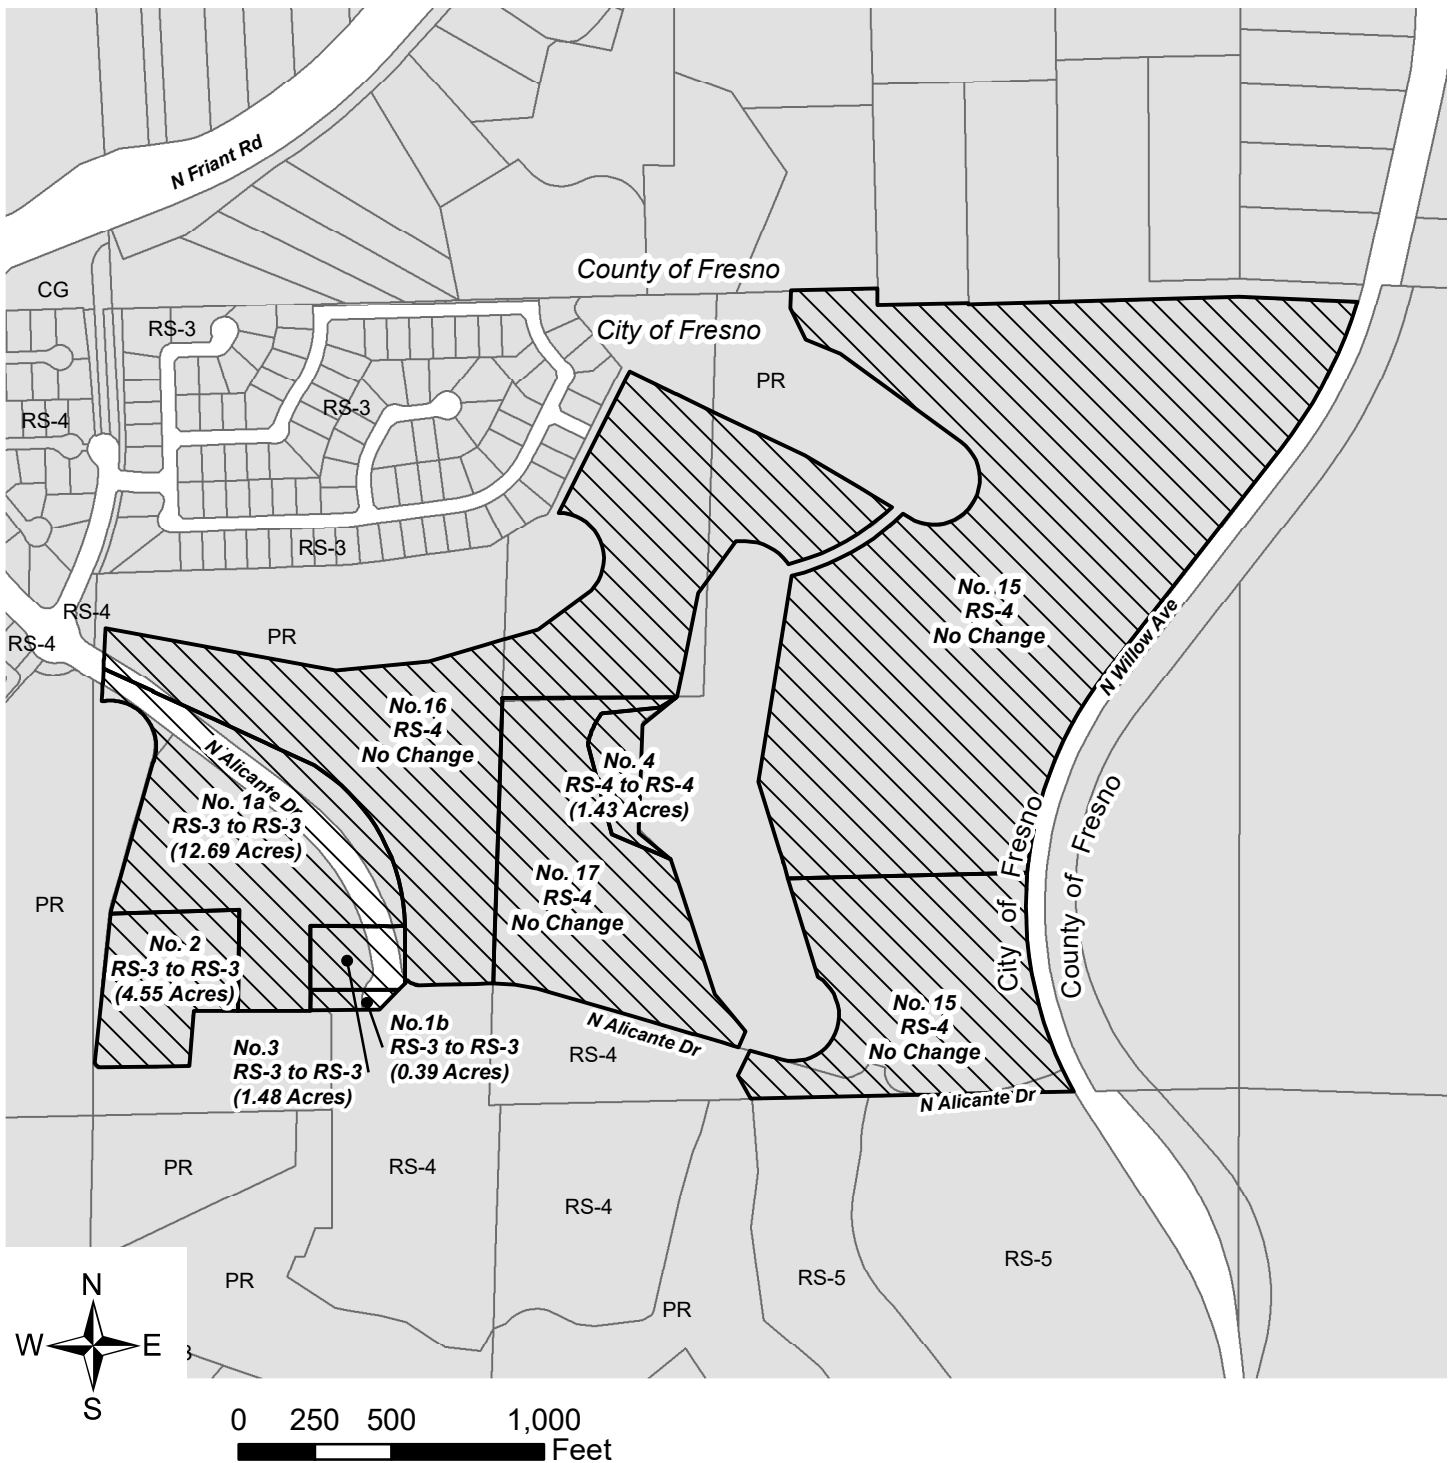 N Friant Rd
County of Fresno
CG
RS-3
City of Fresno
PR
RS-3
RS-4
RS-3
No. 15
RS-4
No Change
RS-4
RS-4
PR
N Willow Ave
No.16
RS-4
No Change
N Alicante Dr
No. 4
RS-4 to RS-4
(1.43 Acres)
No. 1a
RS-3 to RS-3
(12.69 Acres)
City of Fresno
County of Fresno
No. 17
RS-4
No Change
PR
No. 2
RS-3 to RS-3
(4.55 Acres)
No. 15
RS-4
No Change
No.1b
RS-3 to RS-3
(0.39 Acres)
N Alicante Dr
No.3
RS-3 to RS-3
(1.48 Acres)
RS-4
N Alicante Dr
PR
RS-4
RS-4
RS-5
RS-5
PR
PR
N
W
E
S
0 250 500 1,000
Feet